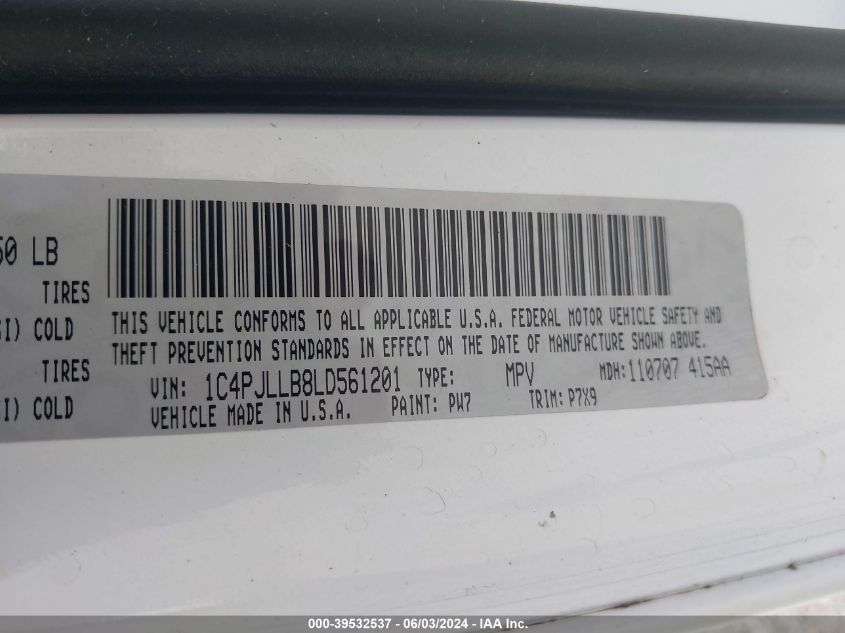 50 LB
TIRES
SI) COLD
TIRES
I) COLD
THIS VEHICLE CONFORMS TO ALL APPLICABLE U.S.A. FEDERAL MOTOR VEHICLE SAFETY AND
THEFT PREVENTION STANDARDS IN EFFECT ON THE DATE OF MANUFACTURE SHOWN ABOVE.
VIN: 1C4PJLLB8LD561201 TYPE: MPV MDH: 110707 415AA
VEHICLE MADE IN U.S.A. PAINT: PW7 TRIM: P7X9
000-39532537 - 06/03/2024 - IAA Inc.